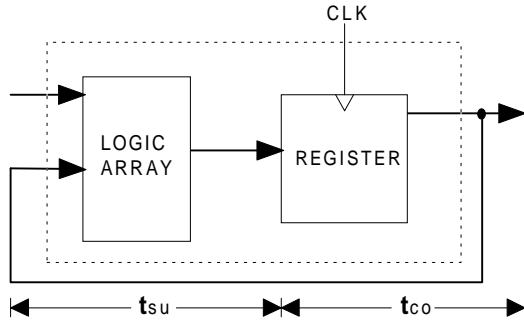 CLK
LOGIC
ARRAY
REGISTER
tsu
tco